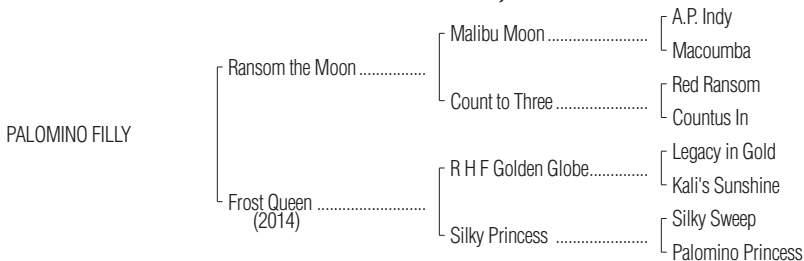 A.P. Indy
Malibu Moon ......................
Macoumba
Ransom the Moon ................
Red Ransom
Count to Three ....................
Countus In
PALOMINO FILLY
Legacy in Gold
R H F Golden Globe.............
Kali's Sunshine
Frost Queen ..........................
(2014)
Silky Sweep
Silky Princess ......................
Palomino Princess